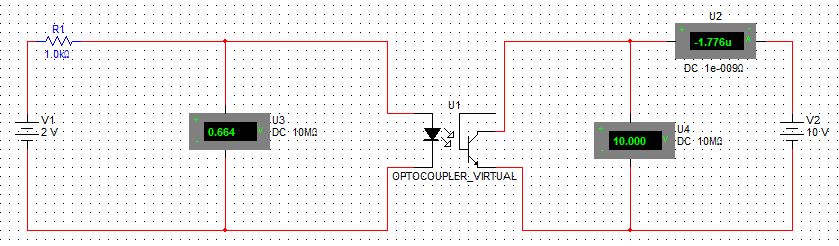 U2
R1
1.0kΩ
-1.776u A
DC 1e-009Ω
U1
V1
2 V
0.664 V
U3
DC 10MΩ
10.000 V
U4
DC 10MΩ
V2
10 V
OPTOCOUPLER_VIRTUAL